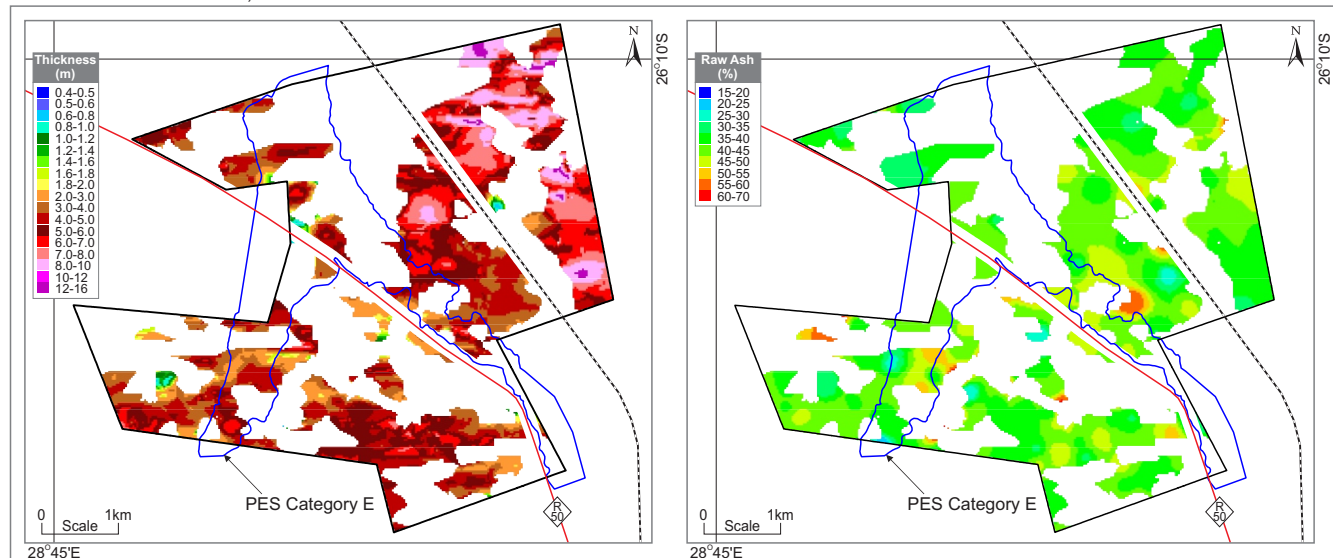 Thickness
(m)
0.4-0.5
0.5-0.6
0.6-0.8
0.8-1.0
1.0-1.2
1.2-1.4
1.4-1.6
1.6-1.8
1.8-2.0
2.0-3.0
3.0-4.0
4.0-5.0
5.0-6.0
6.0-7.0
7.0-8.0
8.0-10
10-12
12-16
N
26°10'S
PES Category E
0 1km
Scale
R
50
28°45'E
Raw Ash
(%)
15-20
20-25
25-30
30-35
35-40
40-45
45-50
50-55
55-60
60-70
N
26°10'S
PES Category E
0 1km
Scale
R
50
28°45'E